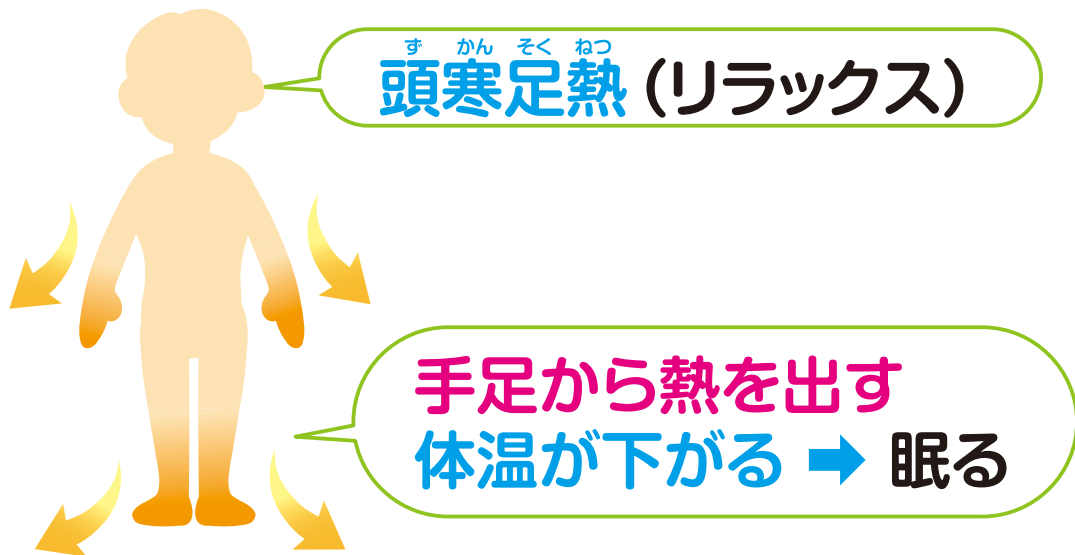 ず かん そく ねつ
頭寒足熱(リラックス)
手足から熱を出す
体温が下がる➡眠る